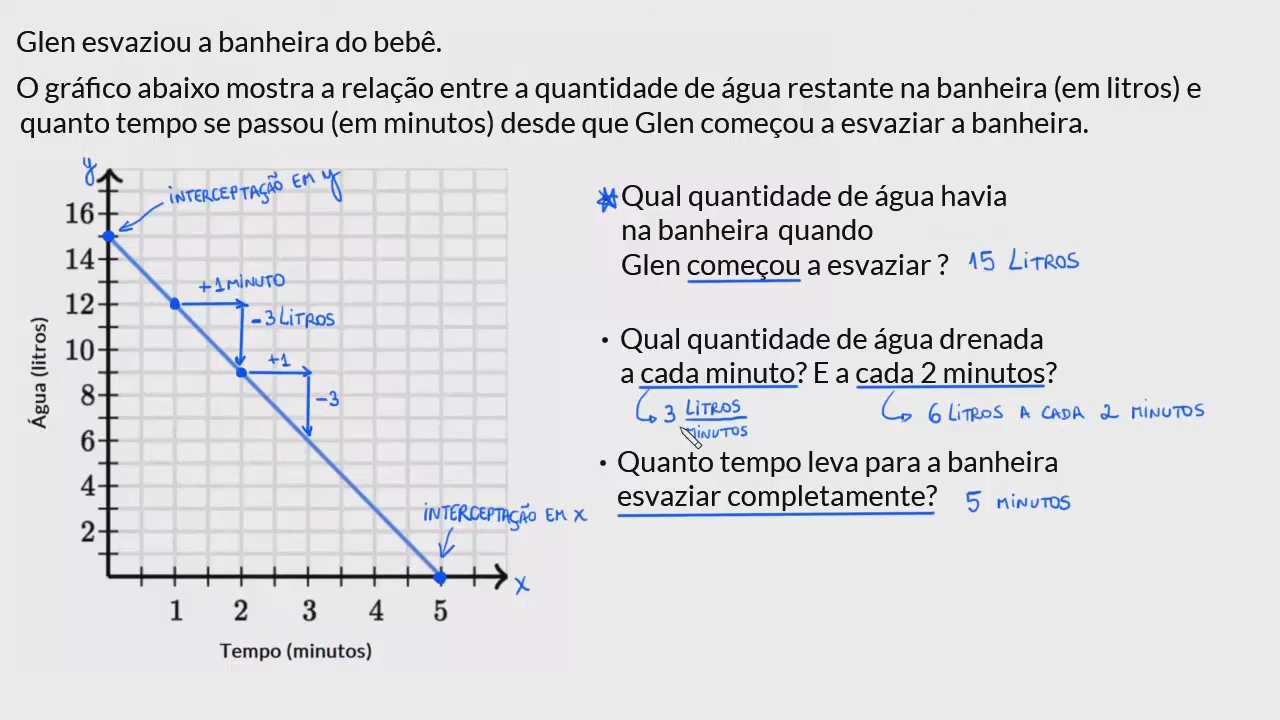 Glen esvaziou a banheira do bebê.
O gráfico abaixo mostra a relação entre a quantidade de água restante na banheira (em litros) e
quanto tempo se passou (em minutos) desde que Glen começou a esvaziar a banheira.
y
INTERCEPTAÇÃO EM y
16
14
12
10
8
6
4
2
Água (litros)
+1 MINUTO
-3 LITROS
+1
-3
INTERCEPTAÇÃO EM x
x
1 2 3 4 5
Tempo (minutos)
Qual quantidade de água havia
na banheira quando
Glen começou a esvaziar ? 15 LITROS
• Qual quantidade de água drenada
a cada minuto? E a cada 2 minutos?
3 LITROS
MINUTOS
6 LITROS A CADA 2 MINUTOS
• Quanto tempo leva para a banheira
esvaziar completamente? 5 MINUTOS